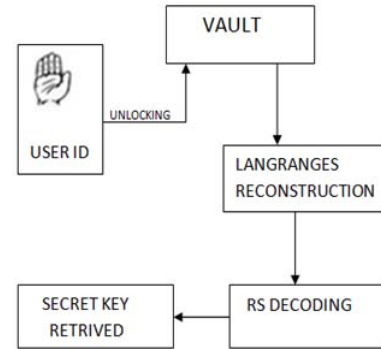 VAULT
UNLOCKING
USER ID
LANGRANGES
RECONSTRUCTION
RS DECODING
SECRET KEY
RETRIVED